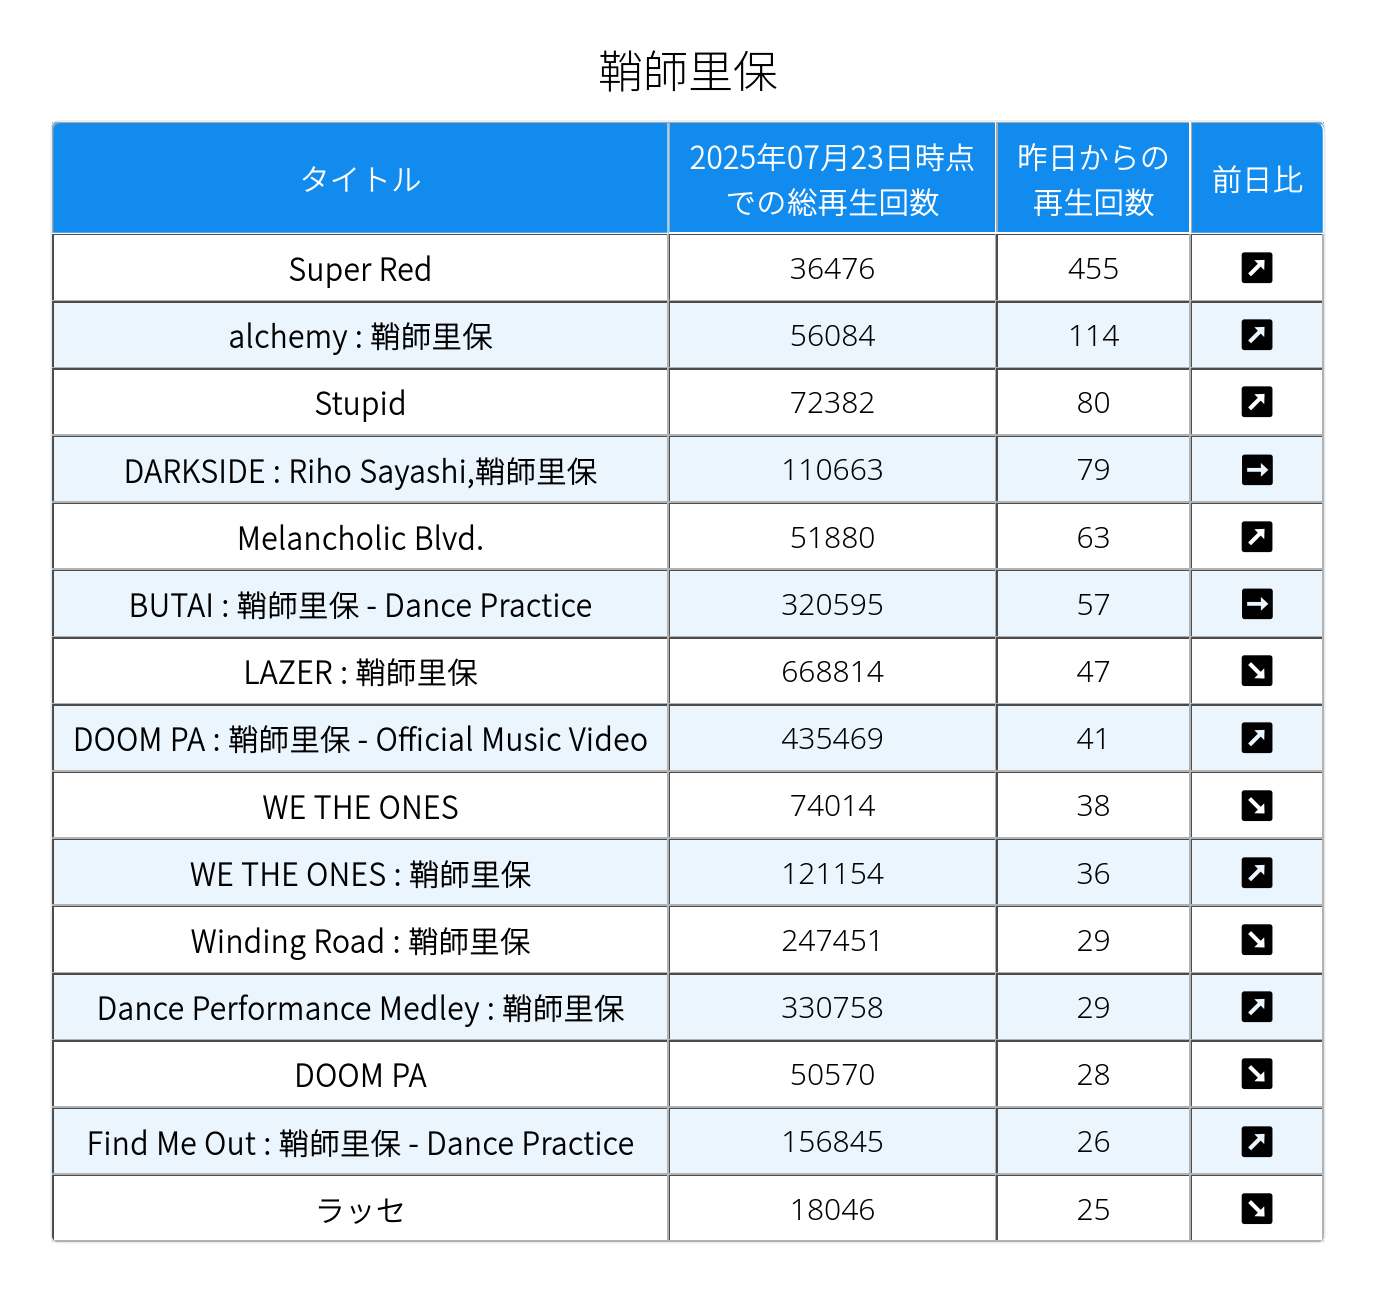 鞘師里保
タイトル
2025年07月23日時点
での総再生回数
昨日からの
再生回数
前日比
Super Red 36476 455 ↗
alchemy : 鞘師里保 56084 114 ↗
Stupid 72382 80 ↗
DARKSIDE : Riho Sayashi,鞘師里保 110663 79 →
Melancholic Blvd. 51880 63 ↗
BUTAI : 鞘師里保 - Dance Practice 320595 57 →
LAZER : 鞘師里保 668814 47 ↘
DOOM PA : 鞘師里保 - Official Music Video 435469 41 ↗
WE THE ONES 74014 38 ↘
WE THE ONES : 鞘師里保 121154 36 ↗
Winding Road : 鞘師里保 247451 29 ↘
Dance Performance Medley : 鞘師里保 330758 29 ↗
DOOM PA 50570 28 ↘
Find Me Out : 鞘師里保 - Dance Practice 156845 26 ↗
ラッセ 18046 25 ↘